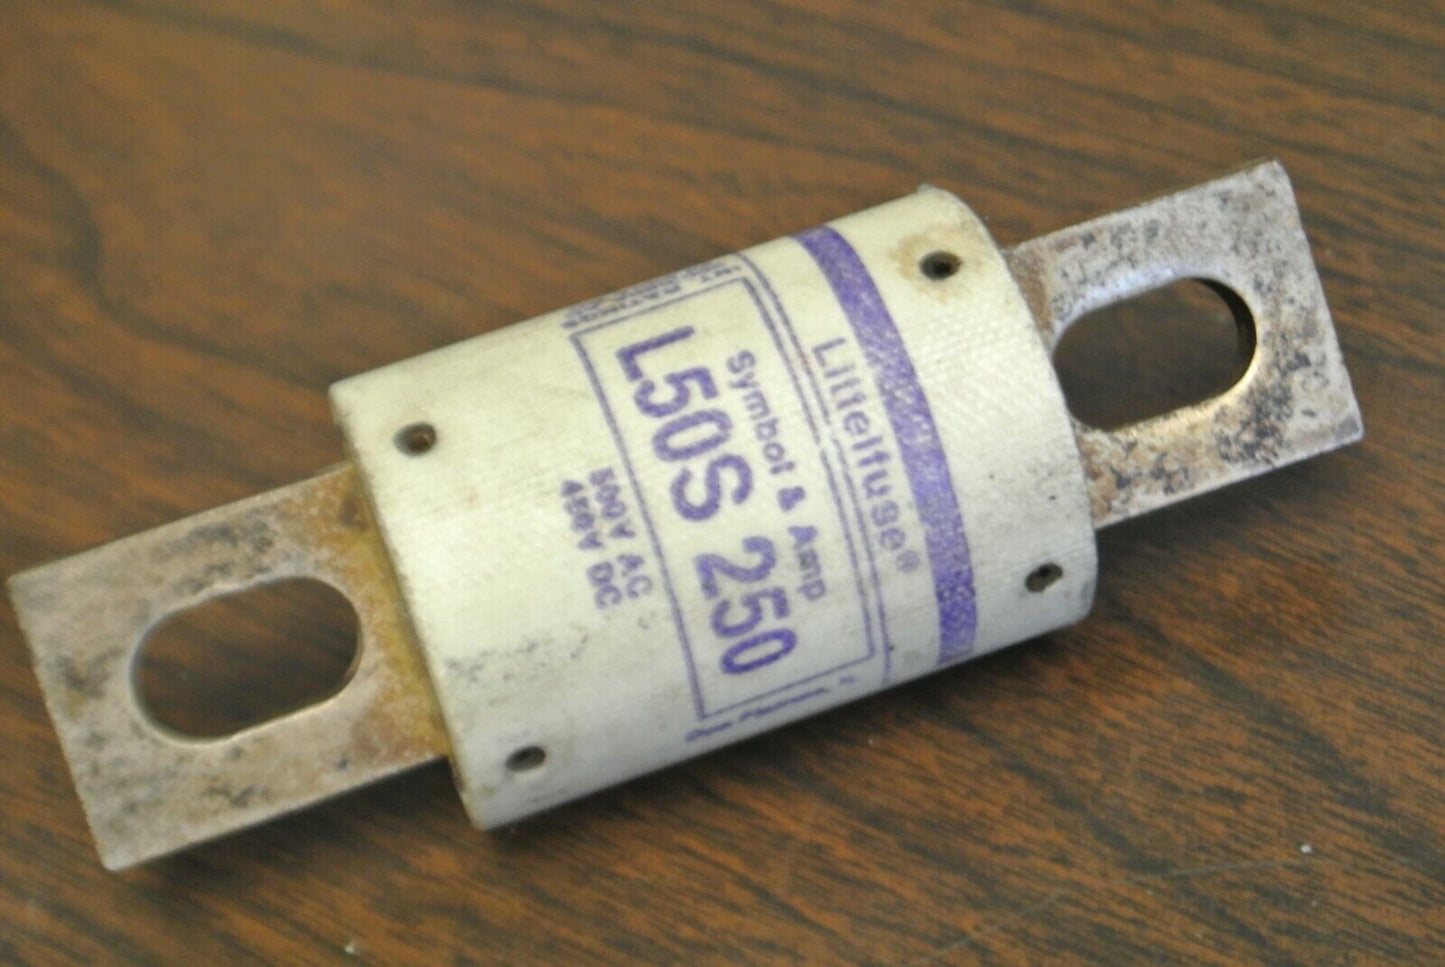 Littelfuse®
Symbol & Amp
L50S 250
500V AC
450V DC